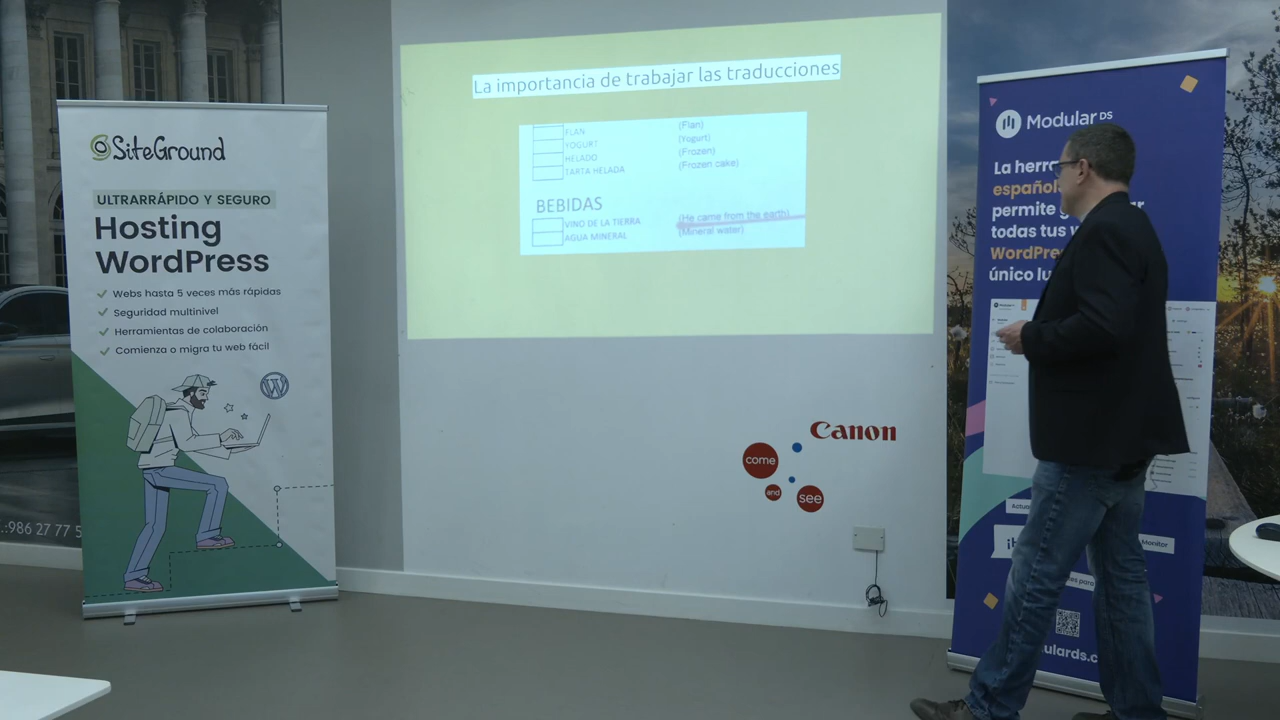 SiteGround
ULTRARRÁPIDO Y SEGURO
Hosting
WordPress
Webs hasta 5 veces más rápidas
Seguridad multinivel
Herramientas de colaboración
Comienza o migra tu web fácil
.:986 27 77 5
La importancia de trabajar las traducciones
FLAN (Flan)
YOGURT (Yogurt)
HELADO (Frozen)
TARTA HELADA (Frozen cake)
BEBIDAS
VINO DE LA TIERRA (He came from the earth)
AGUA MINERAL (Mineral water)
Canon
come
and
see
Modular DS
La herr
español
permite g
todas tus w
WordPre
único lu
Monitor
ulards.c